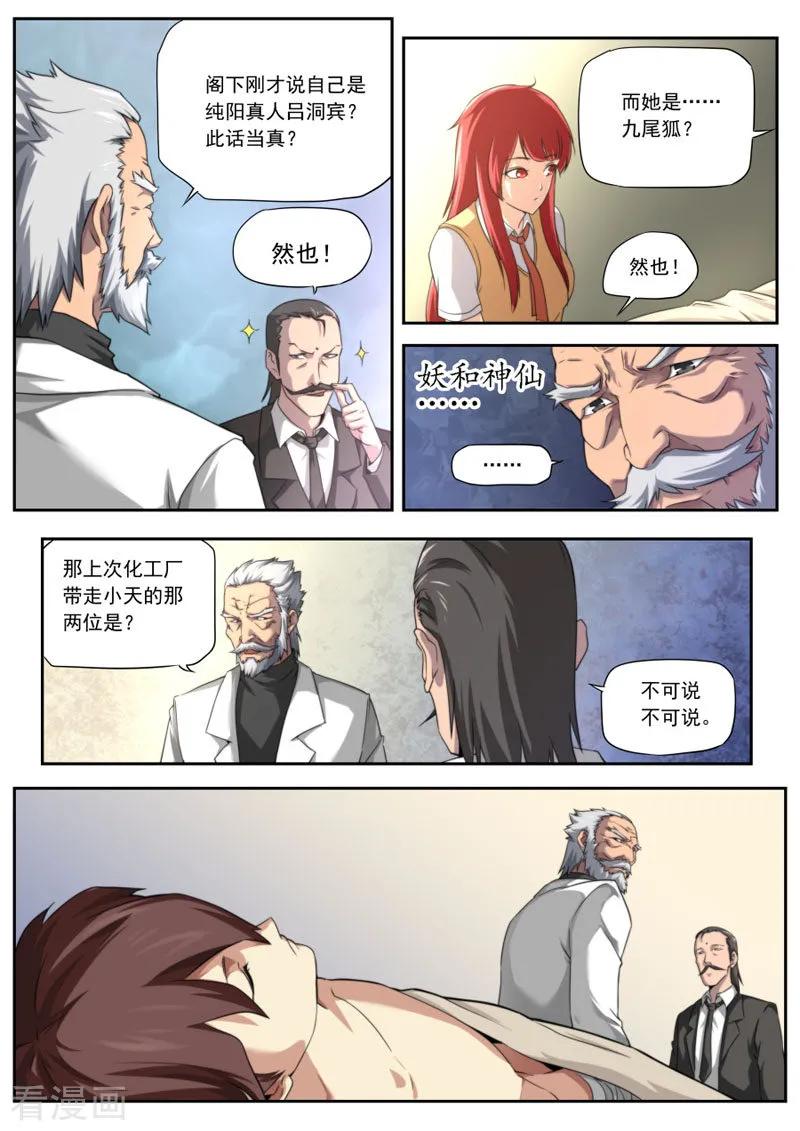 阁下刚才说自己是
纯阳真人吕洞宾？
此话当真？
然也！
而她是……
九尾狐？
然也！
妖和神仙
……
……
那上次化工厂
带走小天的那
两位是？
不可说
不可说。
看漫画